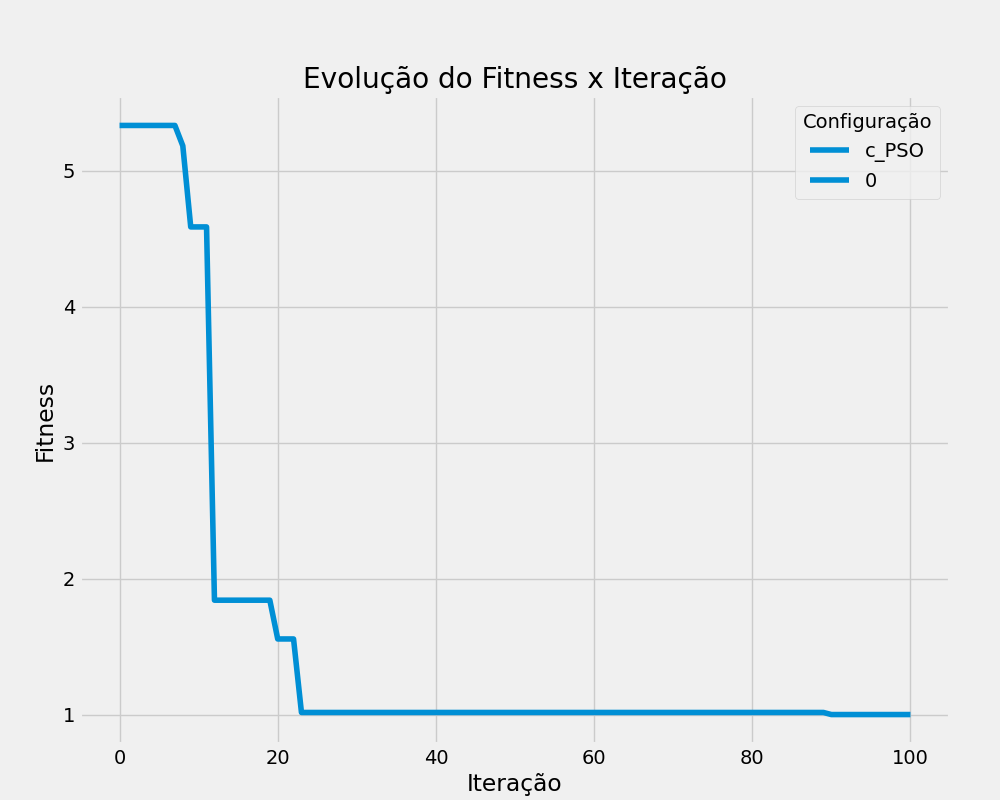 Evolução do Fitness x Iteração
Configuração
c_PSO
0
Fitness
5
4
3
2
1
0 20 40 60 80 100
Iteração